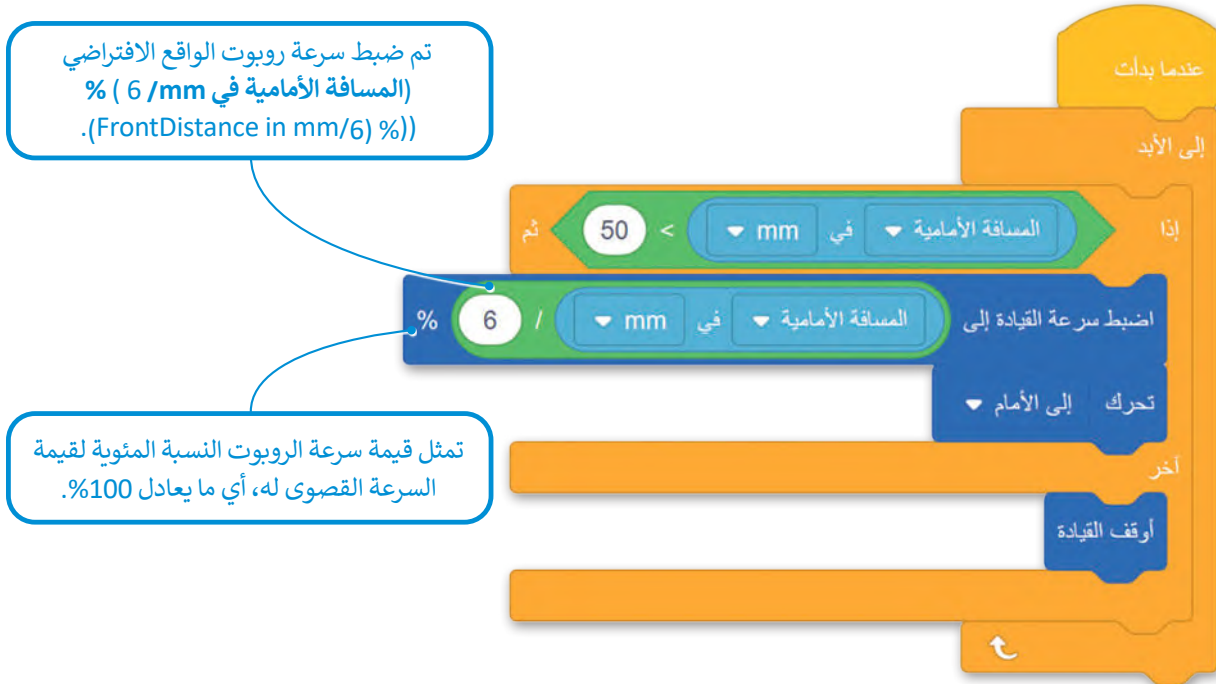 تم ضبط سرعة روبوت الواقع الافتراضي
(المسافة الأمامية في mm/ 6 ) %
((% (FrontDistance in mm/6)).
عندما بدأت
إلى الأبد
إذا المسافة الأمامية في mm > 50 ثم
اضبط سرعة القيادة إلى المسافة الأمامية في mm / 6 %
تحرك إلى الأمام
آخر
تمثل قيمة سرعة الروبوت النسبة المئوية لقيمة
السرعة القصوى له، أي ما يعادل 100%.
أوقف القيادة